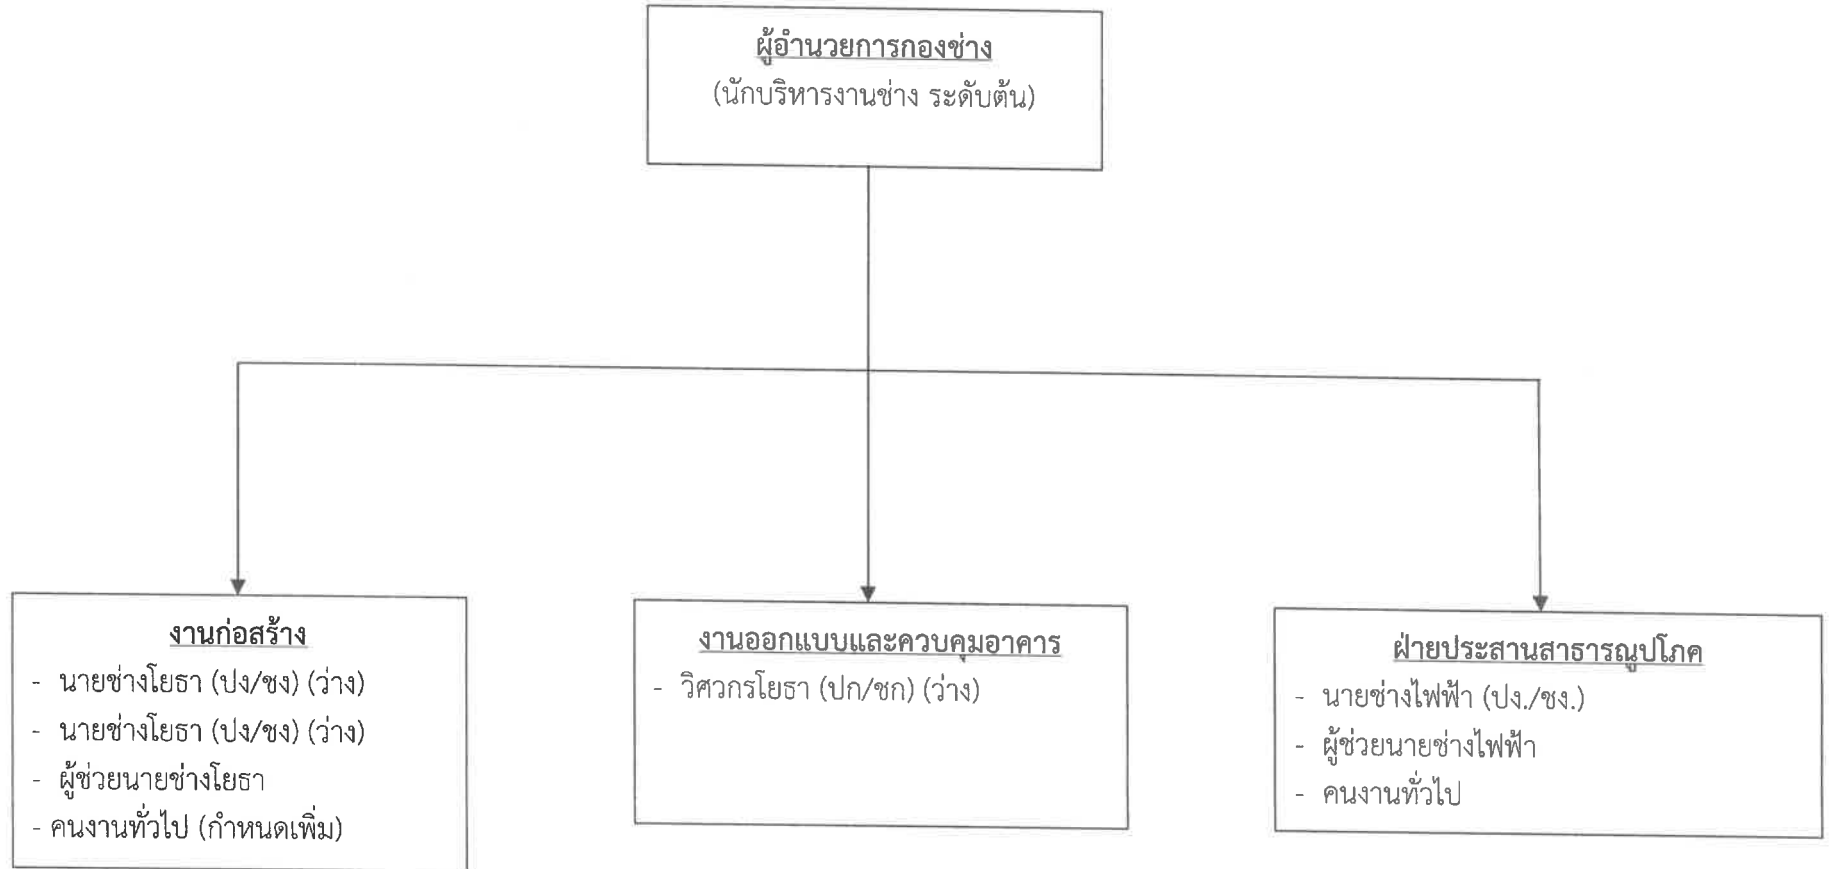 ผู้อำนวยการกองช่าง
(นักบริหารงานช่าง ระดับต้น)
งานก่อสร้าง
- นายช่างโยธา (ปง/ชง) (ว่าง)
- นายช่างโยธา (ปง/ชง) (ว่าง)
- ผู้ช่วยนายช่างโยธา
- คนงานทั่วไป (กำหนดเพิ่ม)
งานออกแบบและควบคุมอาคาร
- วิศวกรโยธา (ปก/ชก) (ว่าง)
ฝ่ายประสานสาธารณูปโภค
- นายช่างไฟฟ้า (ปง./ชง.)
- ผู้ช่วยนายช่างไฟฟ้า
- คนงานทั่วไป